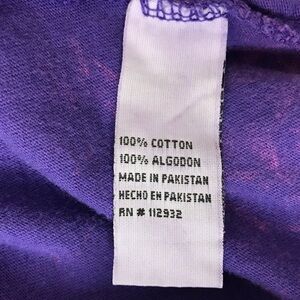 100% COTTON
100% ALGODON
MADE IN PAKISTAN
HECHO EN PAKISTAN
RN # 112932